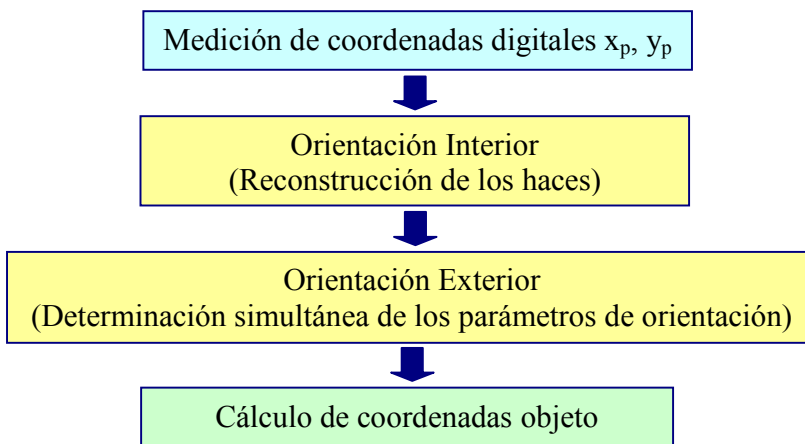 Medición de coordenadas digitales xₚ, yₚ
Orientación Interior
(Reconstrucción de los haces)
Orientación Exterior
(Determinación simultánea de los parámetros de orientación)
Cálculo de coordenadas objeto